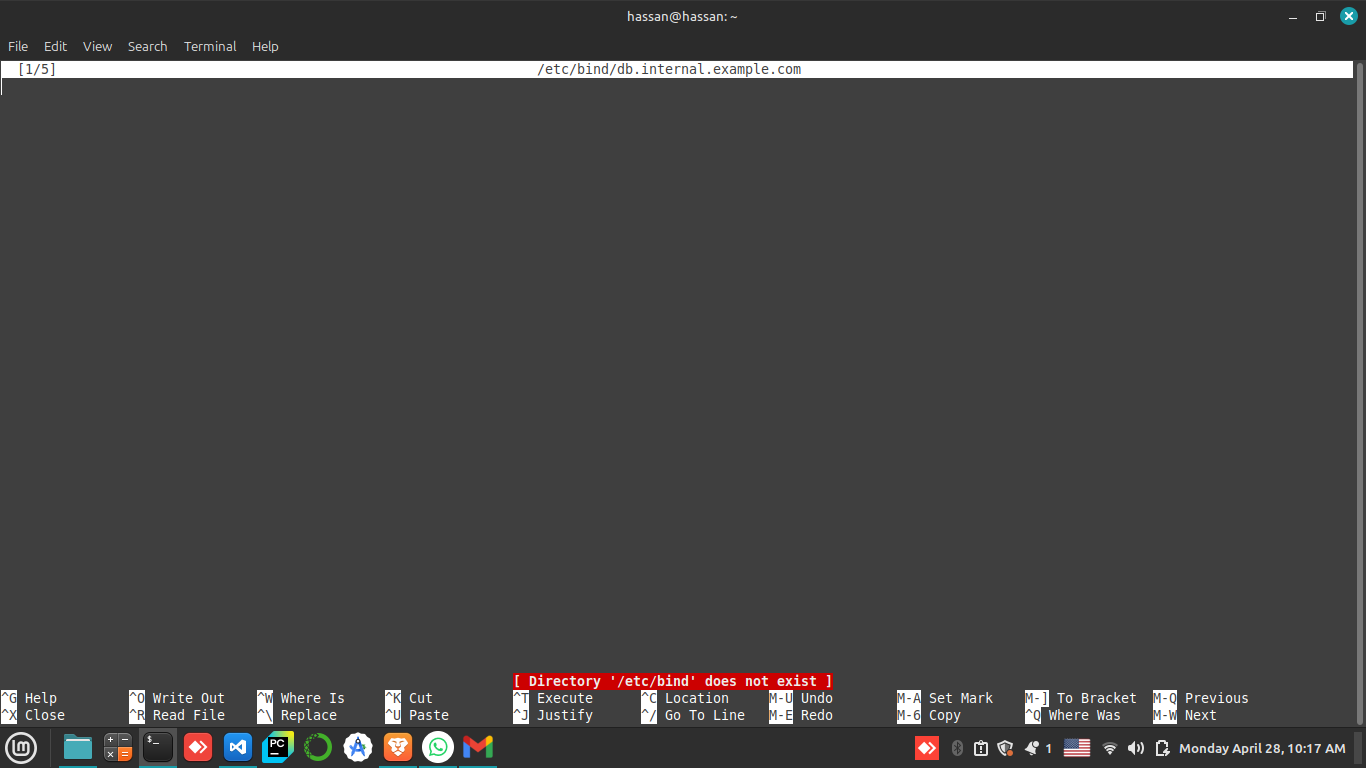 hassan@hassan: ~
File Edit View Search Terminal Help
[1/5] /etc/bind/db.internal.example.com
[ Directory '/etc/bind' does not exist ]
^G Help ^O Write Out ^W Where Is ^K Cut ^T Execute ^C Location M-U Undo M-A Set Mark M-] To Bracket M-Q Previous
^X Close ^R Read File ^\ Replace ^U Paste ^J Justify ^/ Go To Line M-E Redo M-6 Copy ^Q Where Was M-W Next
$_ PC 1 Monday April 28, 10:17 AM